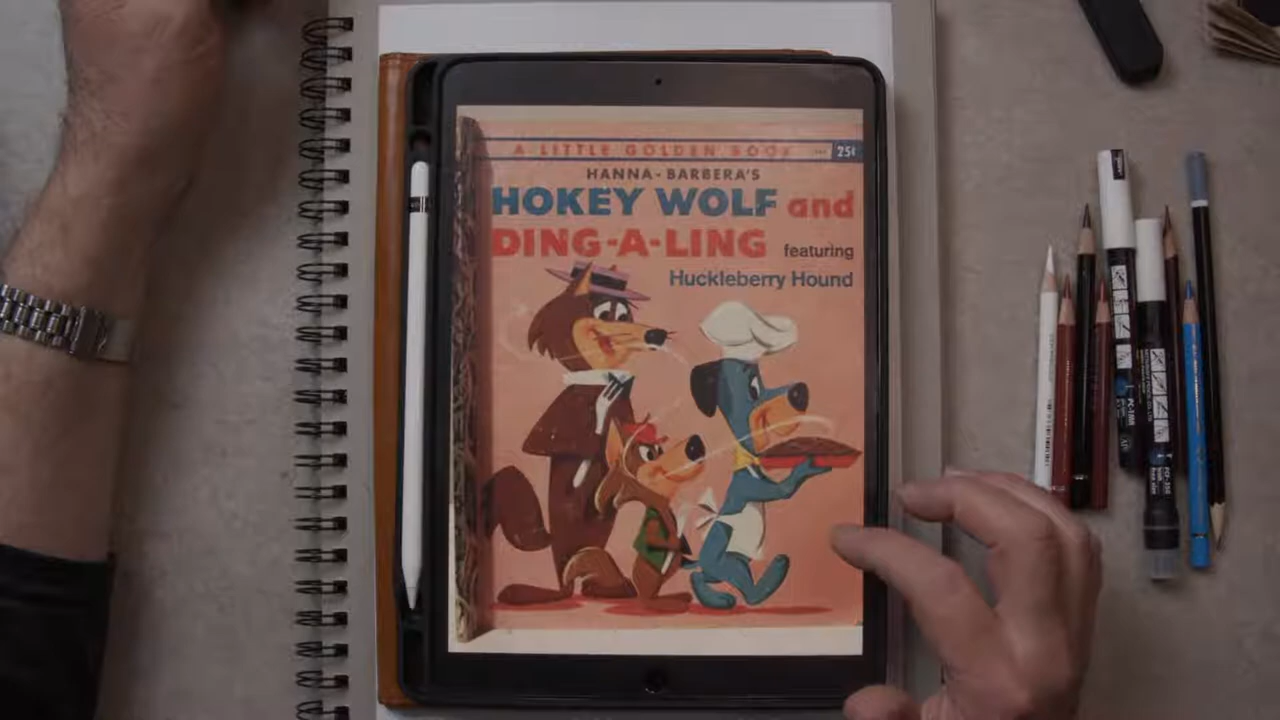 A LITTLE GOLDEN BOOK
25¢
HANNA-BARBERA'S
HOKEY WOLF and
DING-A-LING featuring
Huckleberry Hound